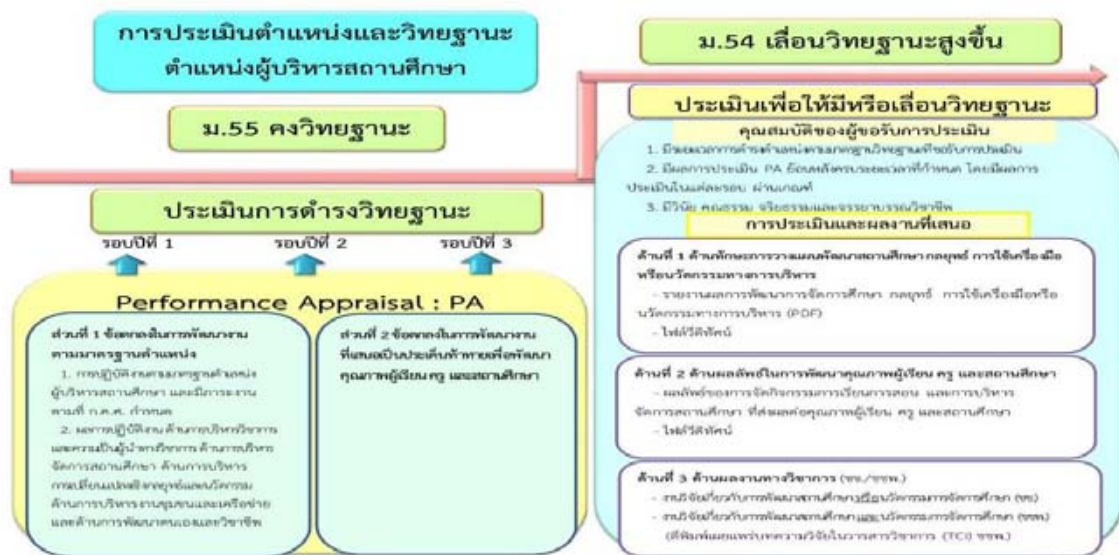 การประเมินตำแหน่งและวิทยฐานะ
ตำแหน่งผู้บริหารสถานศึกษา
ม.55 คงวิทยฐานะ
ประเมินการดำรงวิทยฐานะ
รอบปีที่ 1
รอบปีที่ 2
รอบปีที่ 3
Performance Appraisal : PA
ส่วนที่ 1 ข้อตกลงในการพัฒนางาน
ตามมาตรฐานตำแหน่ง
1. การปฏิบัติงานตามมาตรฐานตำแหน่ง
ผู้บริหารสถานศึกษา และมีภาระงาน
ตามที่ ก.ค.ศ. กำหนด
2. ผลการปฏิบัติงาน ด้านการบริหารวิชาการ
และความเป็นผู้นำทางวิชาการ ด้านการบริหาร
จัดการสถานศึกษา ด้านการบริหาร
การเปลี่ยนแปลงเชิงกลยุทธ์และนวัตกรรม
ด้านการบริหารงานชุมชนและเครือข่าย
และด้านการพัฒนาตนเองและวิชาชีพ
ส่วนที่ 2 ข้อตกลงในการพัฒนางาน
ที่เสนอเป็นประเด็นท้าทายเพื่อพัฒนา
คุณภาพผู้เรียน ครู และสถานศึกษา
ม.54 เลื่อนวิทยฐานะสูงขึ้น
ประเมินเพื่อให้มีหรือเลื่อนวิทยฐานะ
คุณสมบัติของผู้ขอรับการประเมิน
1. มีระยะเวลาการดำรงตำแหน่งตามมาตรฐานวิทยฐานะที่ขอรับการประเมิน
2. มีผลการประเมิน PA ย้อนหลังครบระยะเวลาที่กำหนด โดยมีผลการ
ประเมินในแต่ละรอบ ผ่านเกณฑ์
3. มีวินัย คุณธรรม จริยธรรมและจรรยาบรรณวิชาชีพ
การประเมินและผลงานที่เสนอ
ด้านที่ 1 ด้านทักษะการวางแผนพัฒนาสถานศึกษา กลยุทธ์ การใช้เครื่องมือ
หรือนวัตกรรมทางการบริหาร
- รายงานผลการพัฒนาการจัดการศึกษา กลยุทธ์ การใช้เครื่องมือหรือ
นวัตกรรมทางการบริหาร (PDF)
- ไฟล์วีดิทัศน์
ด้านที่ 2 ด้านผลลัพธ์ในการพัฒนาคุณภาพผู้เรียน ครู และสถานศึกษา
- ผลลัพธ์ของการจัดกิจกรรมการเรียนการสอน และการบริหาร
จัดการสถานศึกษา ที่ส่งผลต่อคุณภาพผู้เรียน ครู และสถานศึกษา
- ไฟล์วีดิทัศน์
ด้านที่ 3 ด้านผลงานทางวิชาการ (ชช./ชชพ.)
- งานวิจัยเกี่ยวกับการพัฒนาสถานศึกษาหรือนวัตกรรมการจัดการศึกษา (ชช)
- งานวิจัยเกี่ยวกับการพัฒนาสถานศึกษาและนวัตกรรมการจัดการศึกษา (ชชพ)
(ตีพิมพ์เผยแพร่บทความวิจัยในวารสารวิชาการ (TCI) ชชพ.)